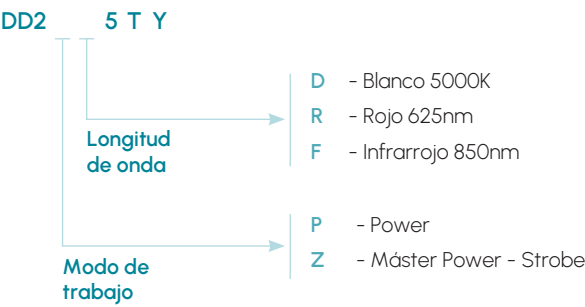 DD2 5 T Y
D - Blanco 5000K
R - Rojo 625nm
F - Infrarrojo 850nm
Longitud
de onda
P - Power
Z - Máster Power - Strobe
Modo de
trabajo